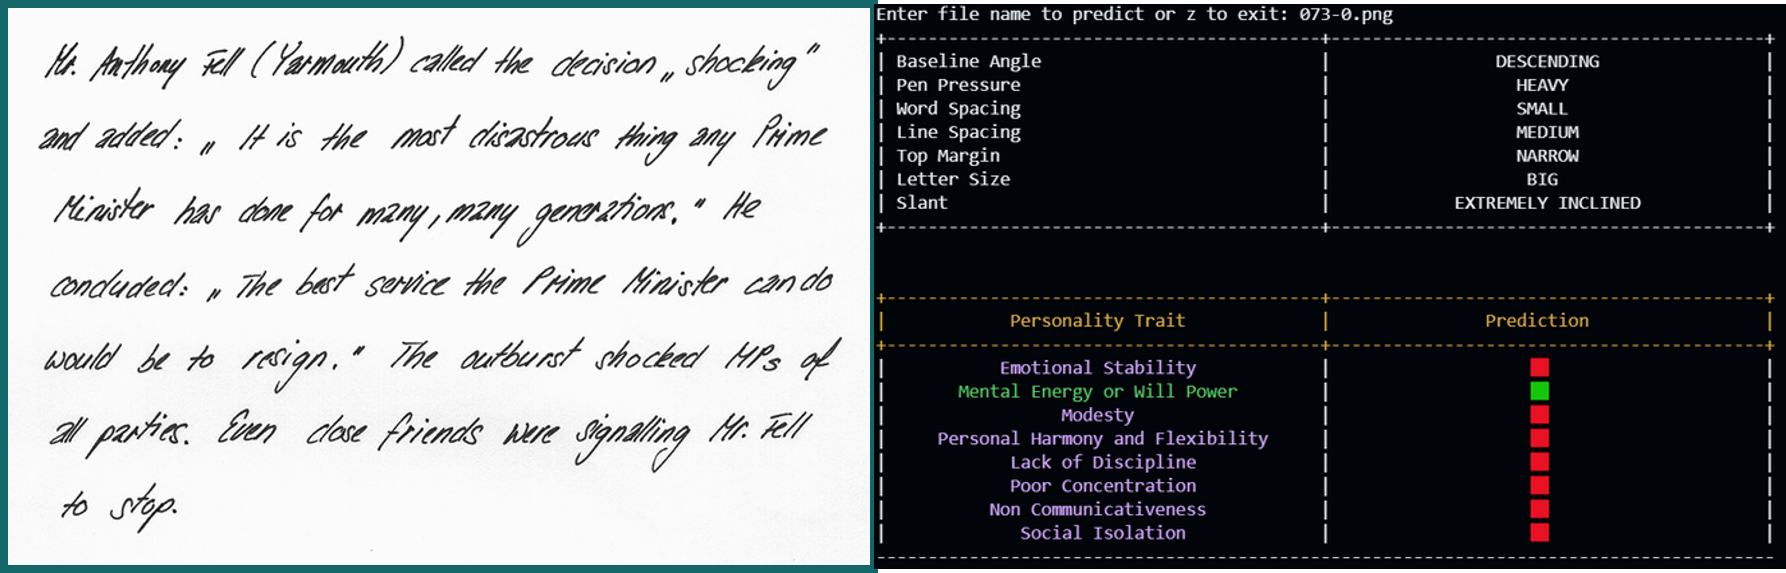 Mr. Anthony Fell (Yarmouth) called the decision „ shocking"
and added: „ It is the most disastrous thing any Prime
Minister has done for many, many generations." He
concluded: „ The best service the Prime Minister can do
would be to resign." The outburst shocked MPs of
all parties. Even close friends were signalling Mr. Fell
to stop.
Enter file name to predict or z to exit: 073-0.png
Baseline Angle DESCENDING
Pen Pressure HEAVY
Word Spacing SMALL
Line Spacing MEDIUM
Top Margin NARROW
Letter Size BIG
Slant EXTREMELY INCLINED
Personality Trait Prediction
Emotional Stability
Mental Energy or Will Power
Modesty
Personal Harmony and Flexibility
Lack of Discipline
Poor Concentration
Non Communicativeness
Social Isolation